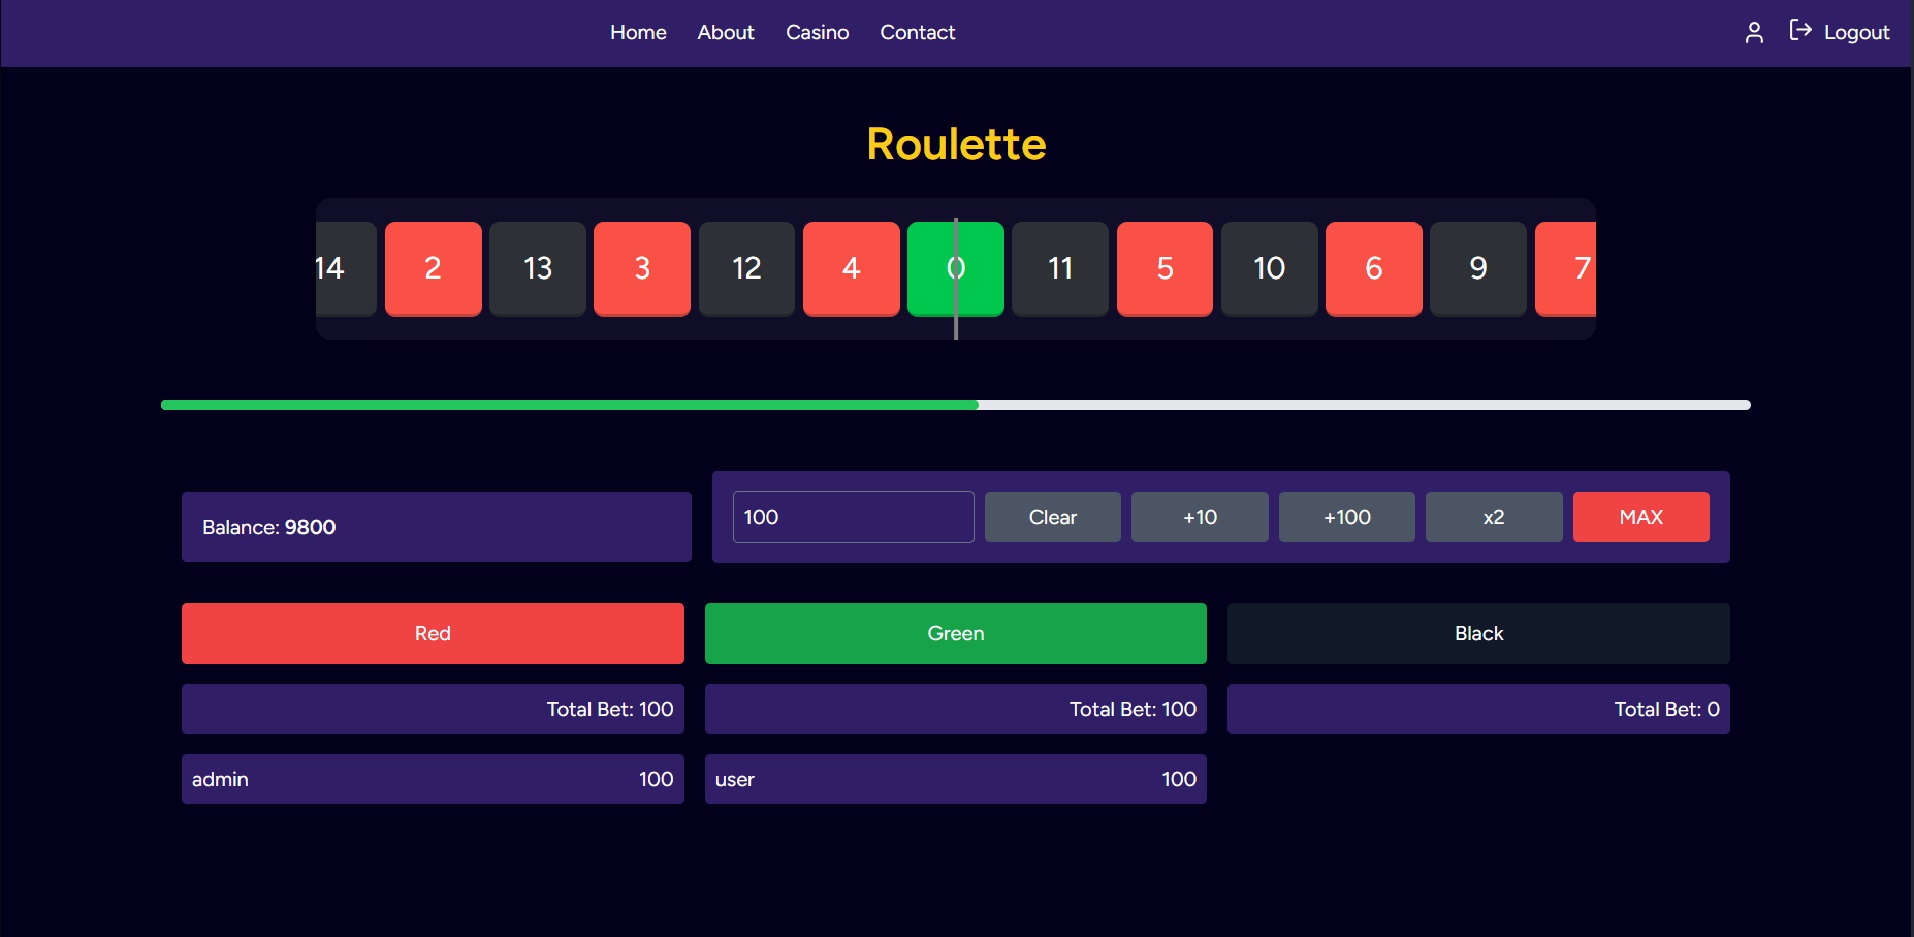 Home About Casino Contact Logout
Roulette
14 2 13 3 12 4 0 11 5 10 6 9 7
Balance: 9800
100 Clear +10 +100 x2 MAX
Red Green Black
Total Bet: 100 Total Bet: 100 Total Bet: 0
admin 100 user 100